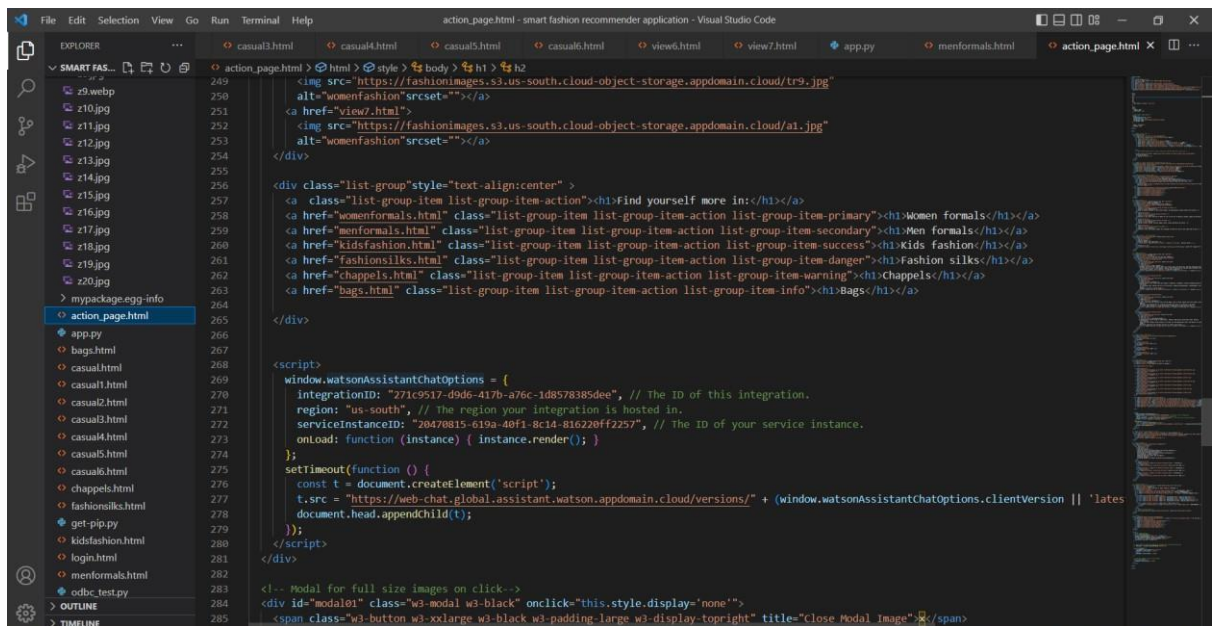 File Edit Selection View Go Run Terminal Help
action_page.html - smart fashion recommender application - Visual Studio Code
EXPLORER
casual3.html casual4.html casual5.html casual6.html view6.html view7.html app.py menformals.html action_page.html
SMART FAS...
action_page.html > html > style > body > h1 > h2
z9.webp
z10.jpg
z11.jpg
z12.jpg
z13.jpg
z14.jpg
z15.jpg
z16.jpg
z17.jpg
z18.jpg
z19.jpg
z20.jpg
mypackage.egg-info
action_page.html
app.py
bags.html
casual.html
casual1.html
casual2.html
casual3.html
casual4.html
casual5.html
casual6.html
chappels.html
fashionsilks.html
get-pip.py
kidsfashion.html
login.html
menformals.html
odbc_test.py
OUTLINE
TIMELINE
249 <img src="https://fashionimages.s3.us-south.cloud-object-storage.appdomain.cloud/tr9.jpg"
250 alt="womenfashion"srcset=""></a>
251 <a href="view7.html">
252 <img src="https://fashionimages.s3.us-south.cloud-object-storage.appdomain.cloud/a1.jpg"
253 alt="womenfashion"srcset=""></a>
254 </div>
255
256 <div class="list-group"style="text-align:center" >
257 <a  class="list-group-item list-group-item-action"><h1>Find yourself more in:</h1></a>
258 <a href="womenformals.html" class="list-group-item list-group-item-action list-group-item-primary"><h1>Women formals</h1></a>
259 <a href="menformals.html" class="list-group-item list-group-item-action list-group-item-secondary"><h1>Men formals</h1></a>
260 <a href="kidsfashion.html" class="list-group-item list-group-item-action list-group-item-success"><h1>Kids fashion</h1></a>
261 <a href="fashionsilks.html" class="list-group-item list-group-item-action list-group-item-danger"><h1>Fashion silks</h1></a>
262 <a href="chappels.html" class="list-group-item list-group-item-action list-group-item-warning"><h1>Chappels</h1></a>
263 <a href="bags.html" class="list-group-item list-group-item-action list-group-item-info"><h1>Bags</h1></a>
264
265 </div>
266
267
268 <script>
269 window.watsonAssistantChatOptions = {
270 integrationID: "271c9517-d9d6-417b-a76c-1d8578385dee", // The ID of this integration.
271 region: "us-south", // The region your integration is hosted in.
272 serviceInstanceID: "20470815-619a-40f1-8c14-816220ff2257", // The ID of your service instance.
273 onLoad: function (instance) { instance.render(); }
274 };
275 setTimeout(function () {
276 const t = document.createElement('script');
277 t.src = "https://web-chat.global.assistant.watson.appdomain.cloud/versions/" + (window.watsonAssistantChatOptions.clientVersion || 'lates
278 document.head.appendChild(t);
279 });
280 </script>
281 </div>
282
283 <!-- Modal for full size images on click-->
284 <div id="modal01" class="w3-modal w3-black" onclick="this.style.display='none'">
285 <span class="w3-button w3-xxlarge w3-black w3-padding-large w3-display-topright" title="Close Modal Image">×</span>